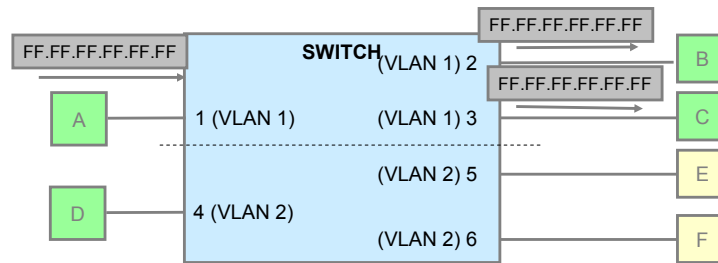 FF.FF.FF.FF.FF.FF
FF.FF.FF.FF.FF.FF
SWITCH
(VLAN 1) 2
B
FF.FF.FF.FF.FF.FF
A
1 (VLAN 1)
(VLAN 1) 3
C
(VLAN 2) 5
E
D
4 (VLAN 2)
(VLAN 2) 6
F